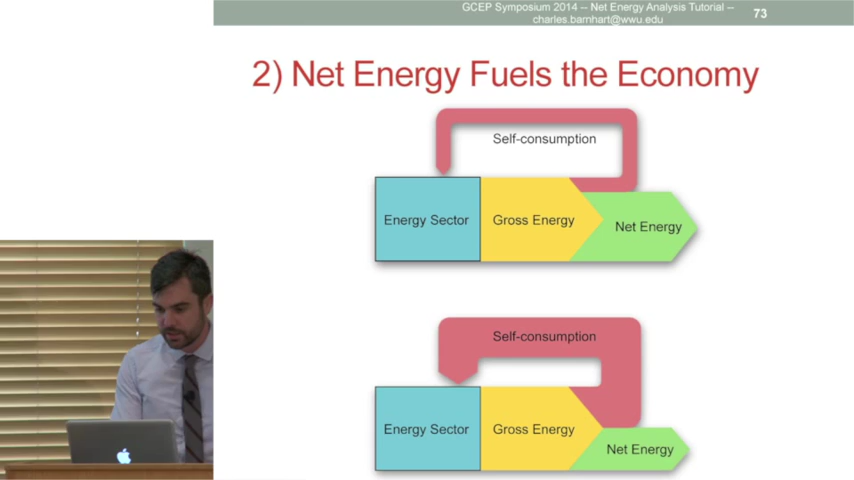 GCEP Symposium 2014 -- Net Energy Analysis Tutorial --
charles.barnhart@wwu.edu
73
2) Net Energy Fuels the Economy
Self-consumption
Energy Sector
Gross Energy
Net Energy
Self-consumption
Energy Sector
Gross Energy
Net Energy